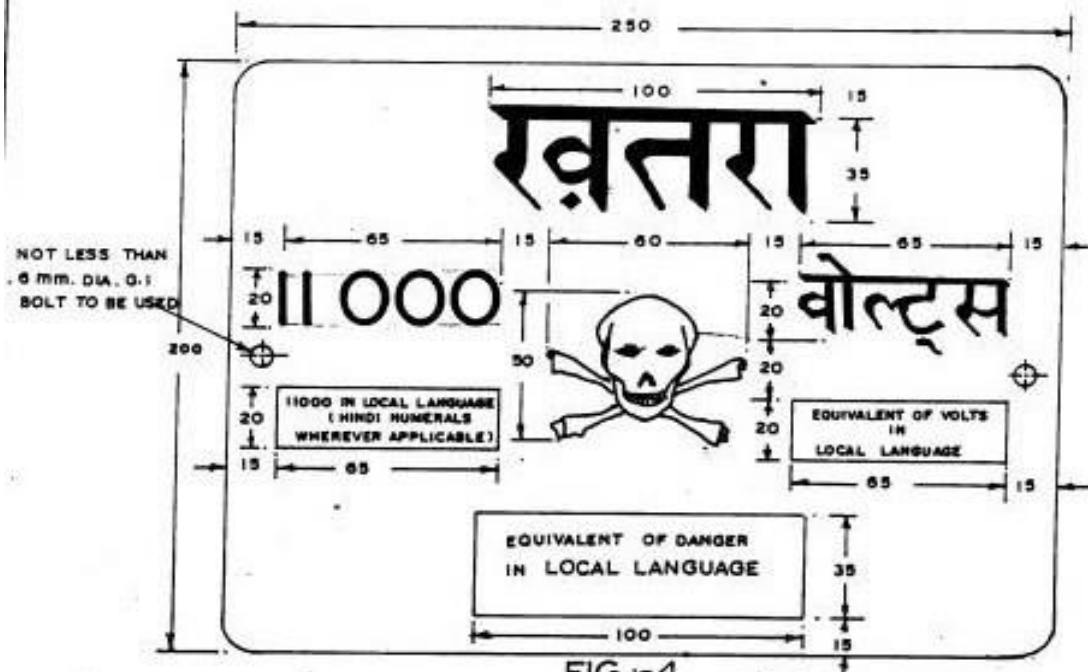 250
100
15
ख़तरा
35
15
65
15
60
15
65
15
NOT LESS THAN
.6 mm. DIA. G.I
BOLT TO BE USED
20
11000
50
20
वोल्ट्स
200
20
20
11000 IN LOCAL LANGUAGE
(HINDI NUMERALS
WHEREVER APPLICABLE)
20
EQUIVALENT OF VOLTS
IN
LOCAL LANGUAGE
15
65
65
15
EQUIVALENT OF DANGER
IN LOCAL LANGUAGE
35
100
15